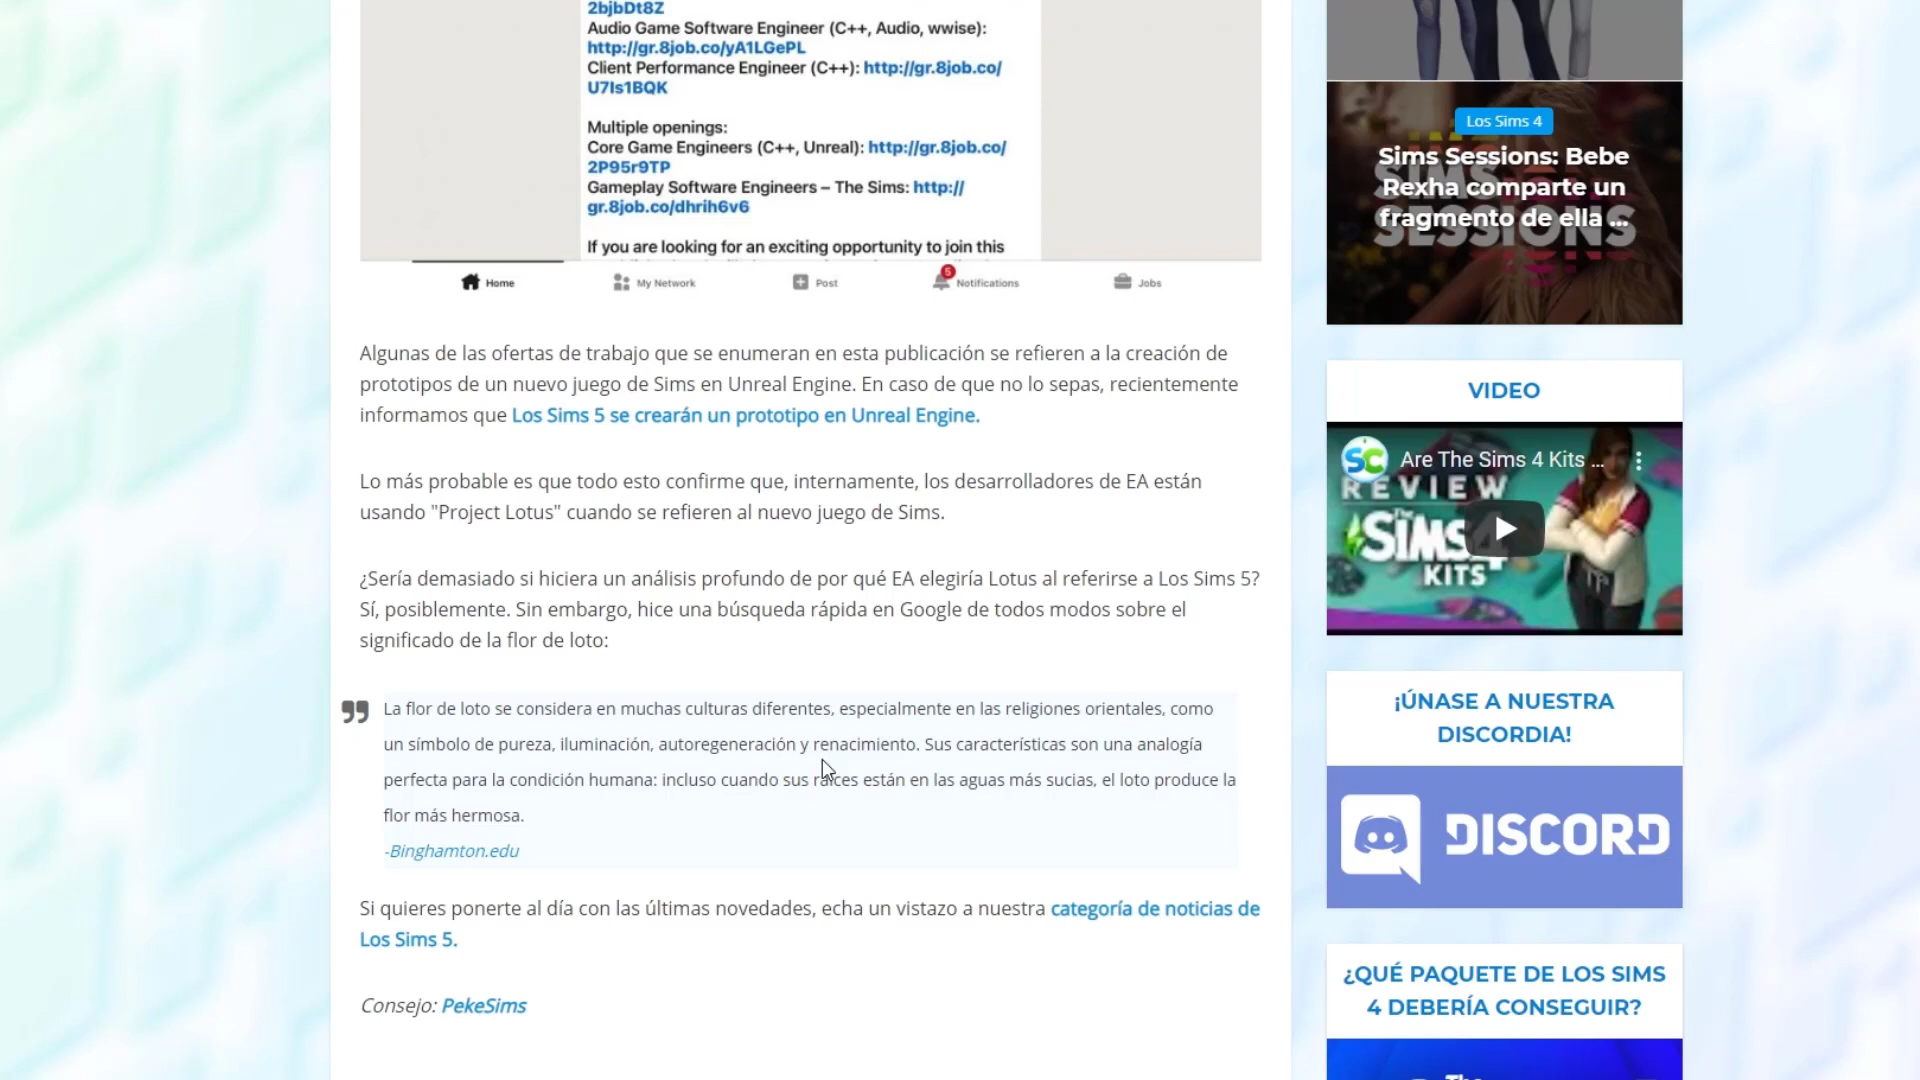 2bjbDt8Z
Audio Game Software Engineer (C++, Audio, wwise):
http://gr.8job.co/yA1LGePL
Client Performance Engineer (C++): http://gr.8job.co/
U7Is1BQK
Multiple openings:
Core Game Engineers (C++, Unreal): http://gr.8job.co/
2P95r9TP
Gameplay Software Engineers – The Sims: http://
gr.8job.co/dhrih6v6
If you are looking for an exciting opportunity to join this
Home
My Network
Post
5
Notifications
Jobs
Algunas de las ofertas de trabajo que se enumeran en esta publicación se refieren a la creación de
prototipos de un nuevo juego de Sims en Unreal Engine. En caso de que no lo sepas, recientemente
informamos que Los Sims 5 se crearán un prototipo en Unreal Engine.
Lo más probable es que todo esto confirme que, internamente, los desarrolladores de EA están
usando "Project Lotus" cuando se refieren al nuevo juego de Sims.
¿Sería demasiado si hiciera un análisis profundo de por qué EA elegiría Lotus al referirse a Los Sims 5?
Sí, posiblemente. Sin embargo, hice una búsqueda rápida en Google de todos modos sobre el
significado de la flor de loto:
La flor de loto se considera en muchas culturas diferentes, especialmente en las religiones orientales, como
un símbolo de pureza, iluminación, autoregeneración y renacimiento. Sus características son una analogía
perfecta para la condición humana: incluso cuando sus raíces están en las aguas más sucias, el loto produce la
flor más hermosa.
-Binghamton.edu
Si quieres ponerte al día con las últimas novedades, echa un vistazo a nuestra categoría de noticias de
Los Sims 5.
Consejo: PekeSims
Los Sims 4
Sims Sessions: Bebe
Rexha comparte un
fragmento de ella ...
SIMS
SESSIONS
VIDEO
SC
Are The Sims 4 Kits ...
REVIEW
The
SIMS 4
KITS
¡ÚNASE A NUESTRA
DISCORDIA!
DISCORD
¿QUÉ PAQUETE DE LOS SIMS
4 DEBERÍA CONSEGUIR?
The